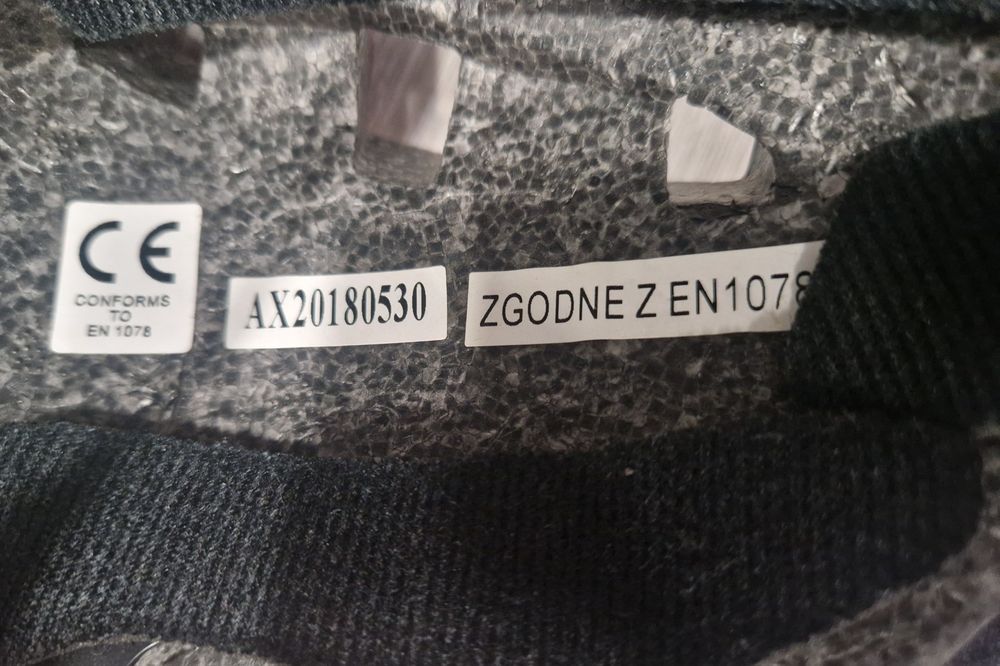 CE
CONFORMS
TO
EN 1078
AX20180530
ZGODNE Z EN1078